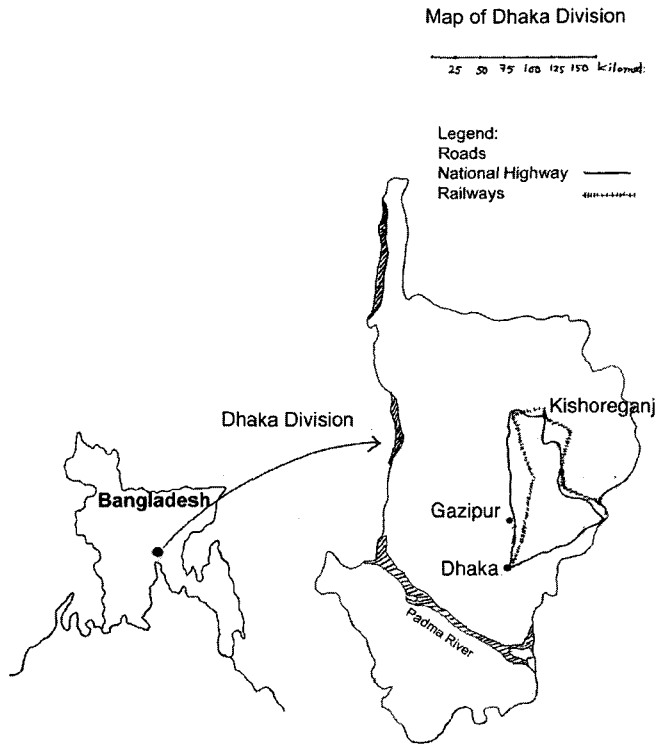 Map of Dhaka Division
25 50 75 100 125 150 kilomet:
Legend:
Roads
National Highway
Railways
Kishoreganj
Dhaka Division
Bangladesh
Gazipur
Dhaka
Padma River